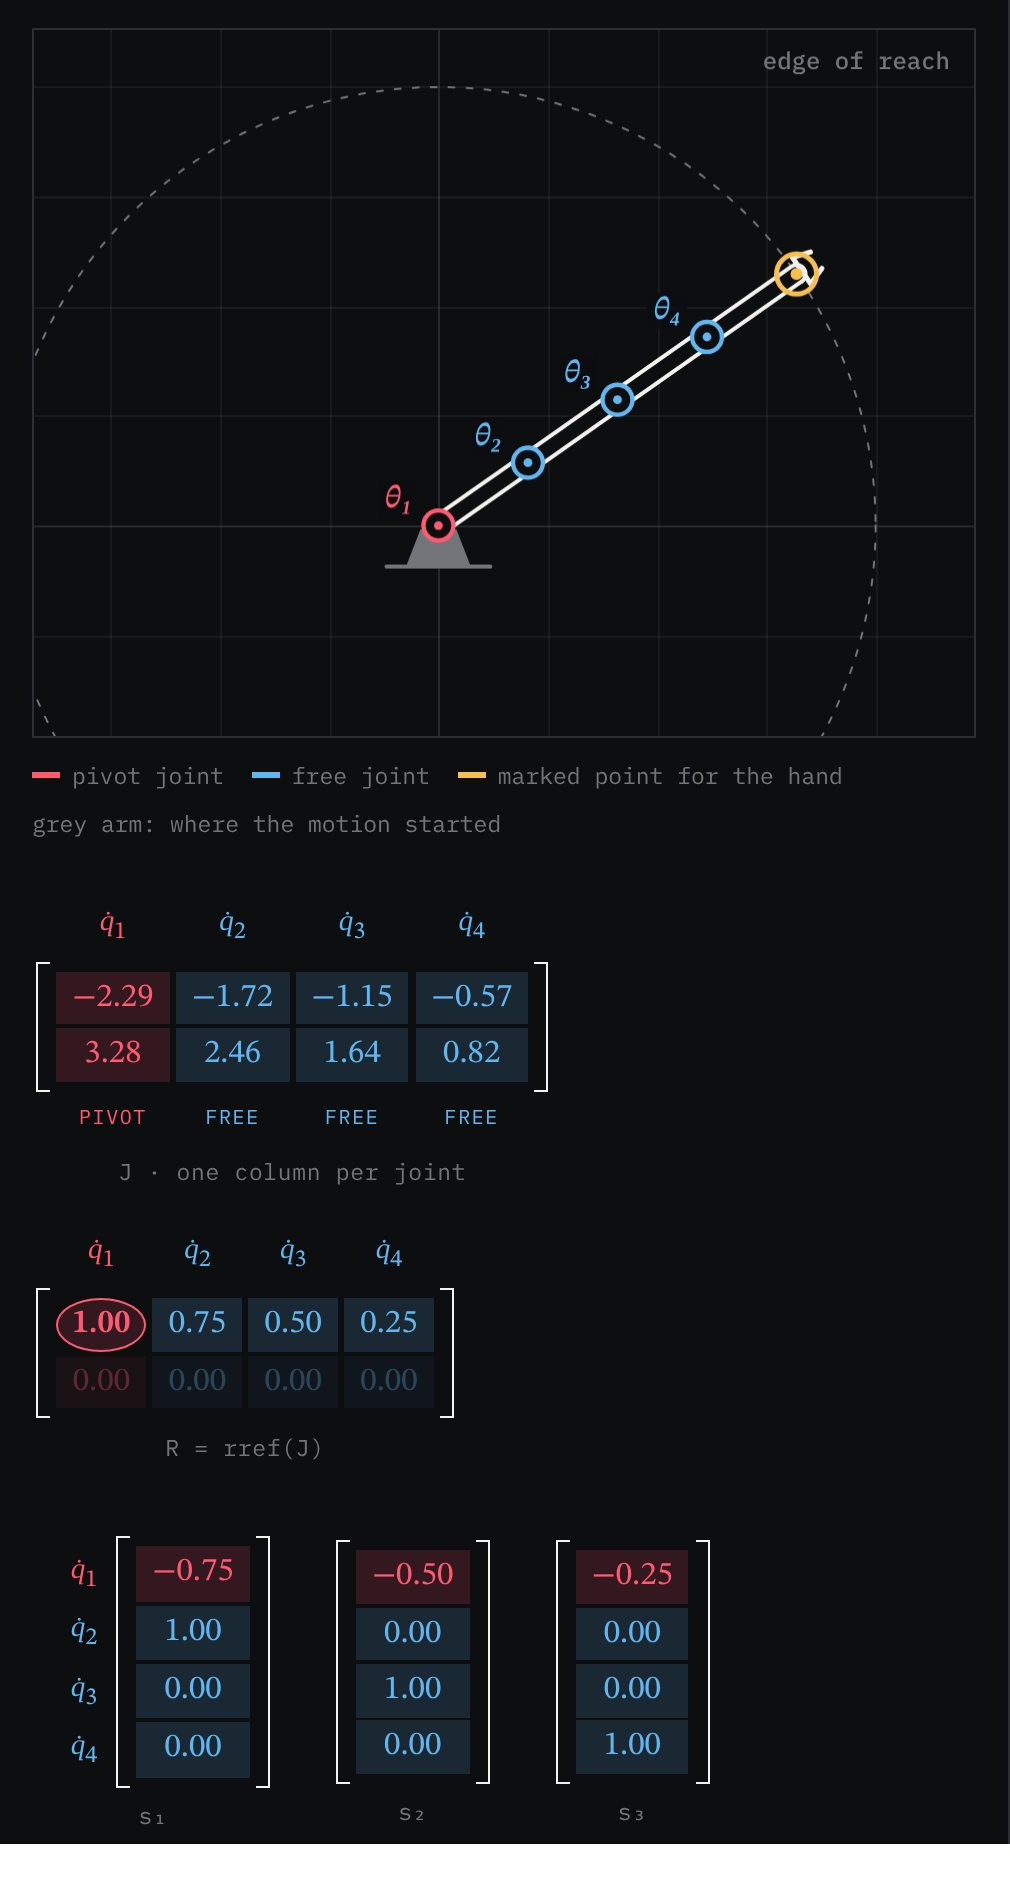 edge of reach
θ4
θ3
θ2
θ1
pivot joint free joint marked point for the hand
grey arm: where the motion started
q̇1 q̇2 q̇3 q̇4
−2.29 −1.72 −1.15 −0.57
3.28 2.46 1.64 0.82
PIVOT FREE FREE FREE
J · one column per joint
q̇1 q̇2 q̇3 q̇4
1.00 0.75 0.50 0.25
0.00 0.00 0.00 0.00
R = rref(J)
q̇1 −0.75 −0.50 −0.25
q̇2 1.00 0.00 0.00
q̇3 0.00 1.00 0.00
q̇4 0.00 0.00 1.00
s₁ s₂ s₃